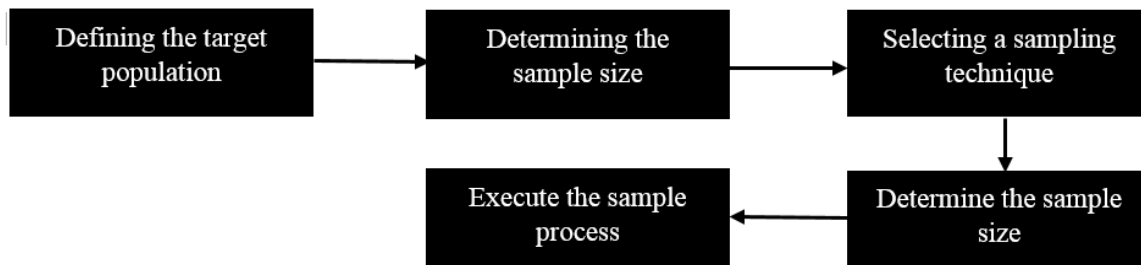 Defining the target
population
Determining the
sample size
Selecting a sampling
technique
Determine the sample
size
Execute the sample
process